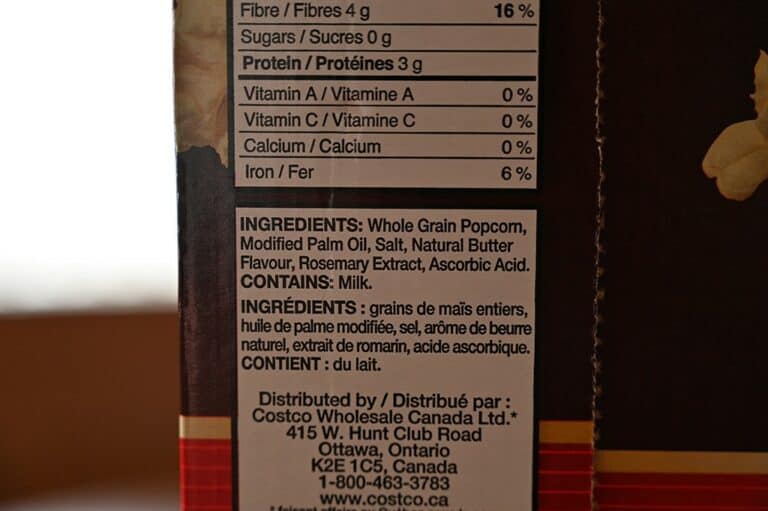 Fibre / Fibres 4 g 16 %
Sugars / Sucres 0 g
Protein / Protéines 3 g
Vitamin A / Vitamine A 0 %
Vitamin C / Vitamine C 0 %
Calcium / Calcium 0 %
Iron / Fer 6 %
INGREDIENTS: Whole Grain Popcorn,
Modified Palm Oil, Salt, Natural Butter
Flavour, Rosemary Extract, Ascorbic Acid.
CONTAINS: Milk.
INGRÉDIENTS : grains de maïs entiers,
huile de palme modifiée, sel, arôme de beurre
naturel, extrait de romarin, acide ascorbique.
CONTIENT : du lait.
Distributed by / Distribué par :
Costco Wholesale Canada Ltd.*
415 W. Hunt Club Road
Ottawa, Ontario
K2E 1C5, Canada
1-800-463-3783
www.costco.ca
* faisant affaire au Québec